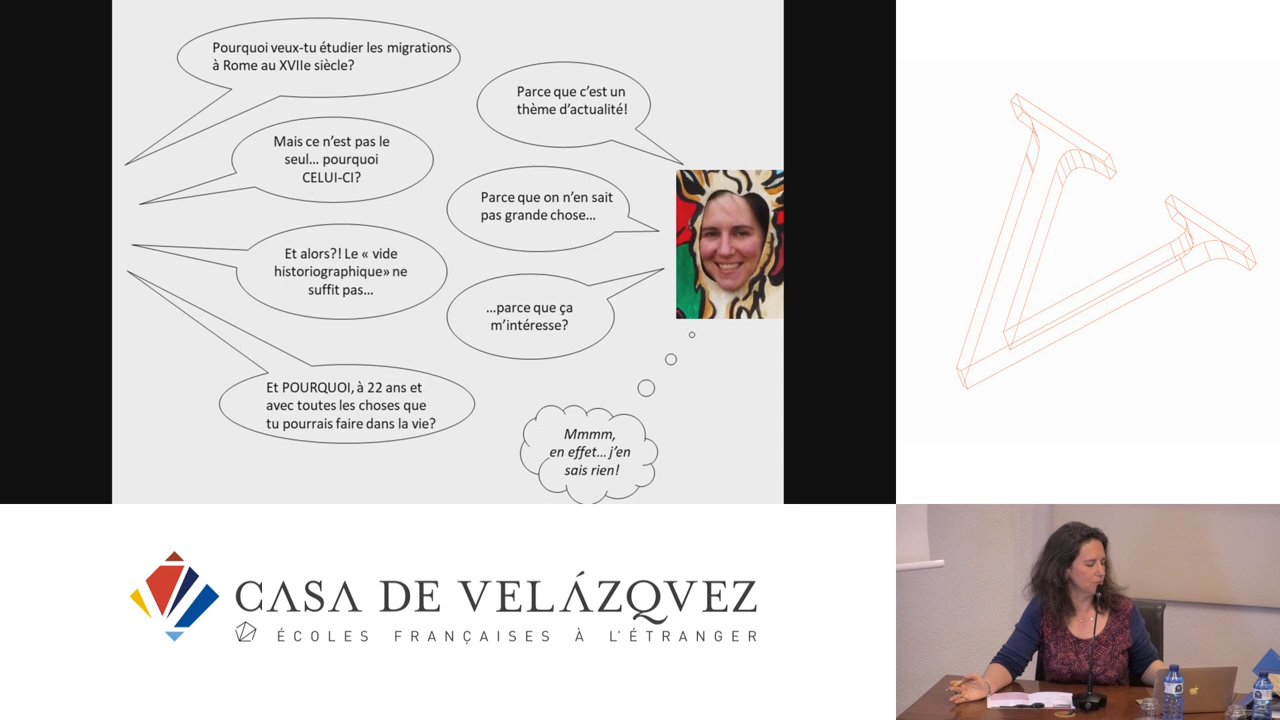 Pourquoi veux-tu étudier les migrations
à Rome au XVIIe siècle?
Parce que c'est un
thème d'actualité!
Mais ce n'est pas le
seul... pourquoi
CELUI-CI?
Parce que on n'en sait
pas grande chose...
Et alors?! Le « vide
historiographique» ne
suffit pas...
...parce que ça
m'intéresse?
Et POURQUOI, à 22 ans et
avec toutes les choses que
tu pourrais faire dans la vie?
Mmmm,
en effet... j'en
sais rien!
CASA DE VELÁZQVEZ
ÉCOLES FRANÇAISES À L'ÉTRANGER